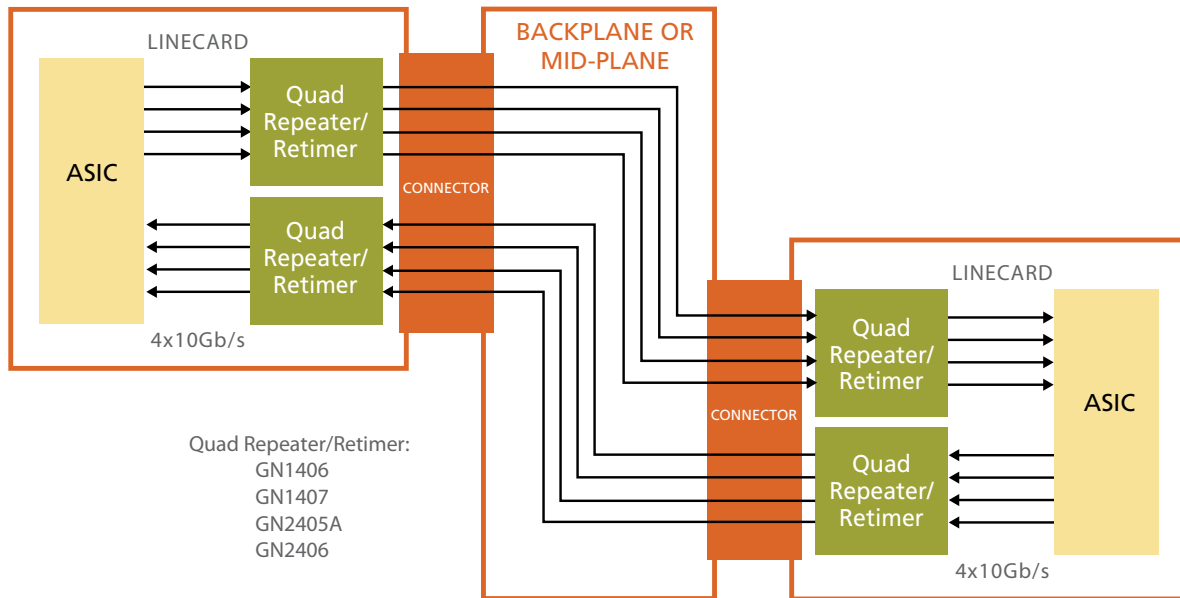 LINECARD
ASIC
Quad
Repeater/
Retimer
Quad
Repeater/
Retimer
4x10Gb/s
CONNECTOR
BACKPLANE OR
MID-PLANE
CONNECTOR
LINECARD
Quad
Repeater/
Retimer
Quad
Repeater/
Retimer
ASIC
4x10Gb/s
Quad Repeater/Retimer:
GN1406
GN1407
GN2405A
GN2406